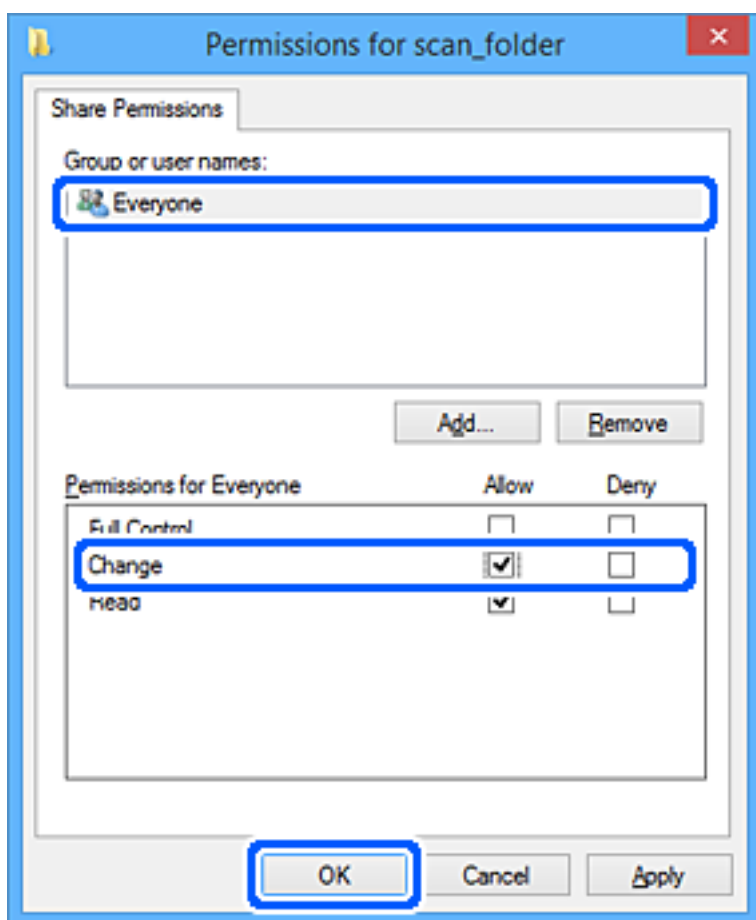 Permissions for scan_folder
Share Permissions
Group or user names:
Everyone
Add... Remove
Permissions for Everyone Allow Deny
Full Control
Change
Read
OK Cancel Apply